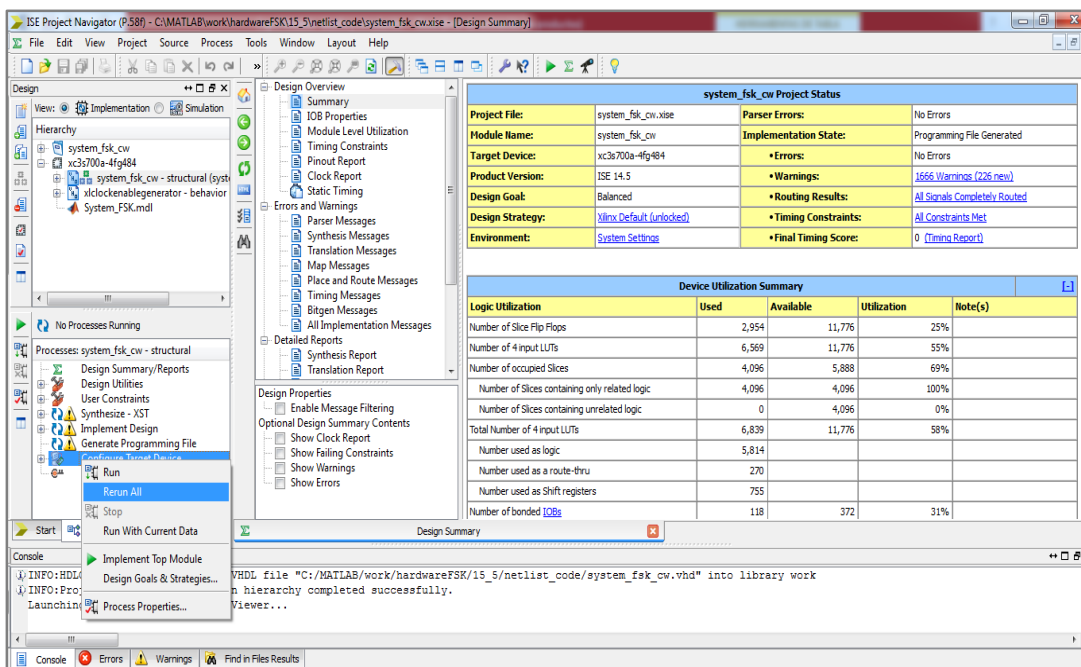 ISE Project Navigator (P.58f) - C:\MATLAB\work\hardwareFSK\15_5\netlist_code\system_fsk_cw.xise - [Design Summary]
File Edit View Project Source Process Tools Window Layout Help
Design
View: Implementation Simulation
Hierarchy
system_fsk_cw
xc3s700a-4fg484
system_fsk_cw - structural (syst
xlclockenablegenerator - behavior
System_FSK.mdl
No Processes Running
Processes: system_fsk_cw - structural
Design Summary/Reports
Design Utilities
User Constraints
Synthesize - XST
Implement Design
Generate Programming File
Configure Target Device
Run
Rerun All
Stop
Run With Current Data
Implement Top Module
Design Goals & Strategies...
Process Properties...
Start
Design Overview
Summary
IOB Properties
Module Level Utilization
Timing Constraints
Pinout Report
Clock Report
Static Timing
Errors and Warnings
Parser Messages
Synthesis Messages
Translation Messages
Map Messages
Place and Route Messages
Timing Messages
Bitgen Messages
All Implementation Messages
Detailed Reports
Synthesis Report
Translation Report
Design Properties
Enable Message Filtering
Optional Design Summary Contents
Show Clock Report
Show Failing Constraints
Show Warnings
Show Errors
system_fsk_cw Project Status
Project File: system_fsk_cw.xise Parser Errors: No Errors
Module Name: system_fsk_cw Implementation State: Programming File Generated
Target Device: xc3s700a-4fg484 •Errors: No Errors
Product Version: ISE 14.5 •Warnings: 1666 Warnings (226 new)
Design Goal: Balanced •Routing Results: All Signals Completely Routed
Design Strategy: Xilinx Default (unlocked) •Timing Constraints: All Constraints Met
Environment: System Settings •Final Timing Score: 0 (Timing Report)
Device Utilization Summary [-]
Logic Utilization Used Available Utilization Note(s)
Number of Slice Flip Flops 2,954 11,776 25%
Number of 4 input LUTs 6,569 11,776 55%
Number of occupied Slices 4,096 5,888 69%
Number of Slices containing only related logic 4,096 4,096 100%
Number of Slices containing unrelated logic 0 4,096 0%
Total Number of 4 input LUTs 6,839 11,776 58%
Number used as logic 5,814
Number used as a route-thru 270
Number used as Shift registers 755
Number of bonded IOBs 118 372 31%
Design Summary
Console
INFO:HDL VHDL file "C:/MATLAB/work/hardwareFSK/15_5/netlist_code/system_fsk_cw.vhd" into library work
INFO:Proj n hierarchy completed successfully.
Launching Viewer...
Console Errors Warnings Find in Files Results